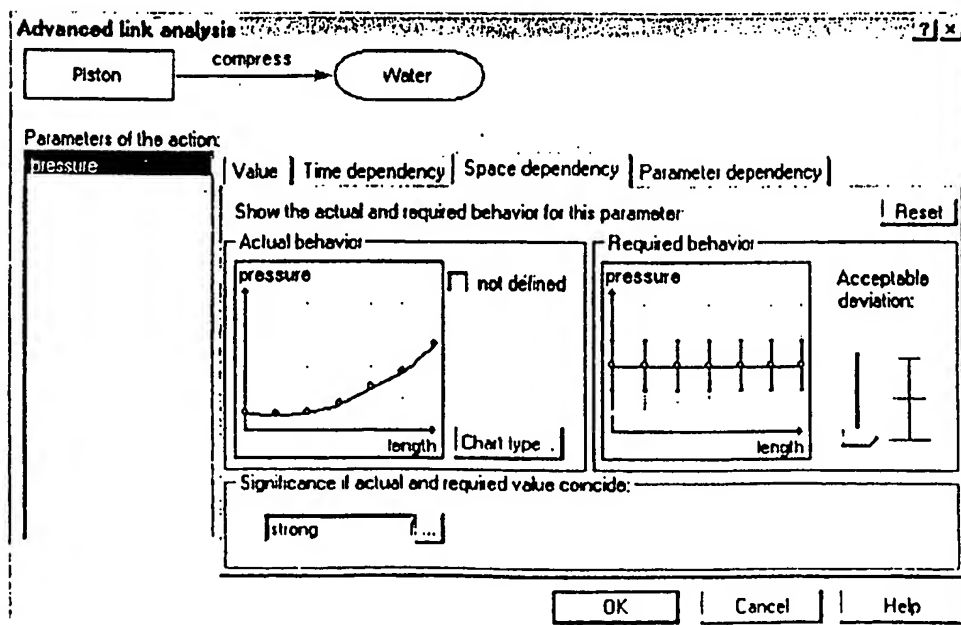 Advanced link analysis ? ×
Piston compress Water
Parameters of the action:
pressure
Value Time dependency Space dependency Parameter dependency
Show the actual and required behavior for this parameter: Reset
Actual behavior Required behavior
pressure not defined pressure Acceptable
deviation:
length Chart type . length
Significance if actual and required value coincide:
strong ...
OK Cancel Help